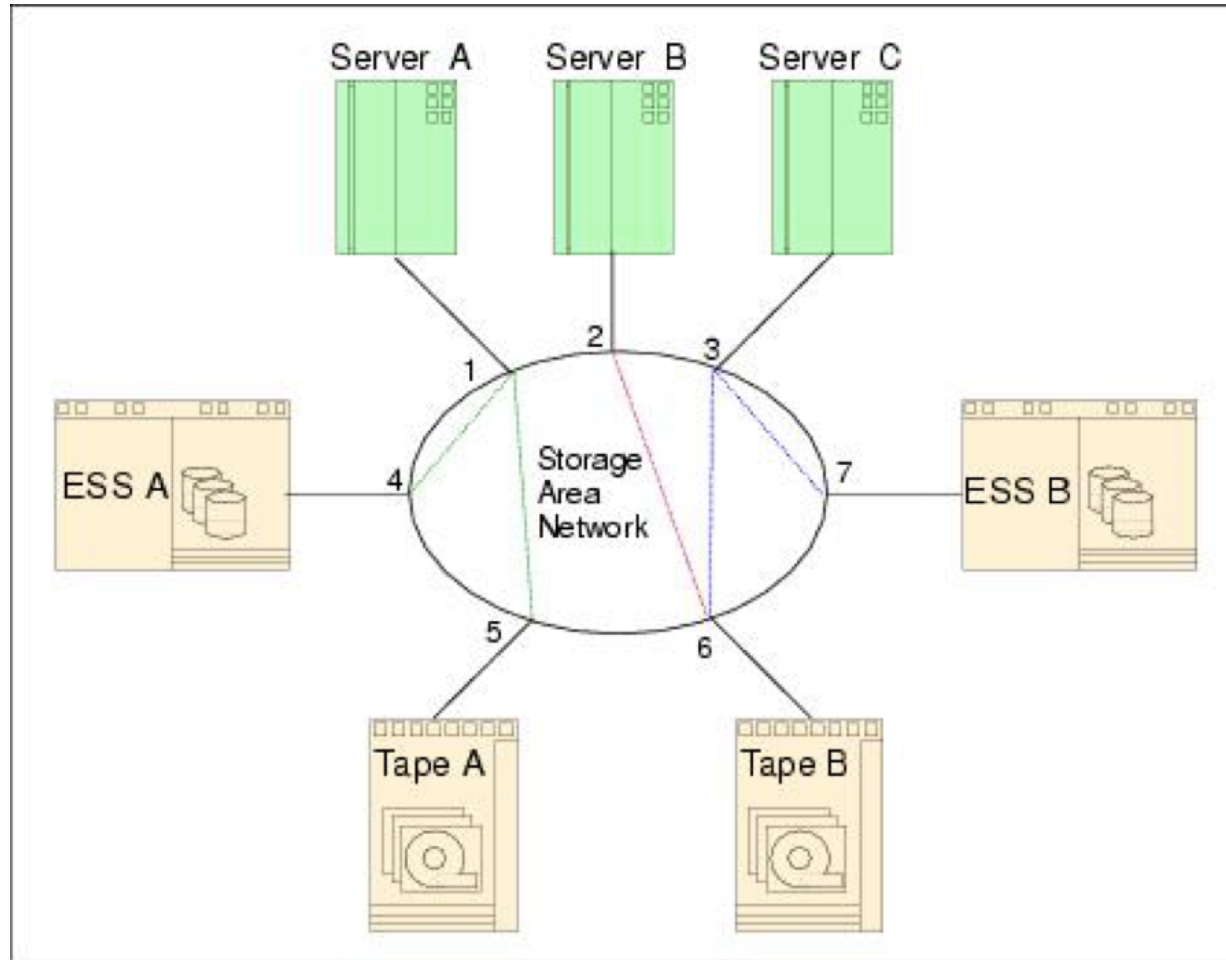 Server A
Server B
Server C
1
2
3
4
7
ESS A
Storage
Area
Network
ESS B
5
6
Tape A
Tape B